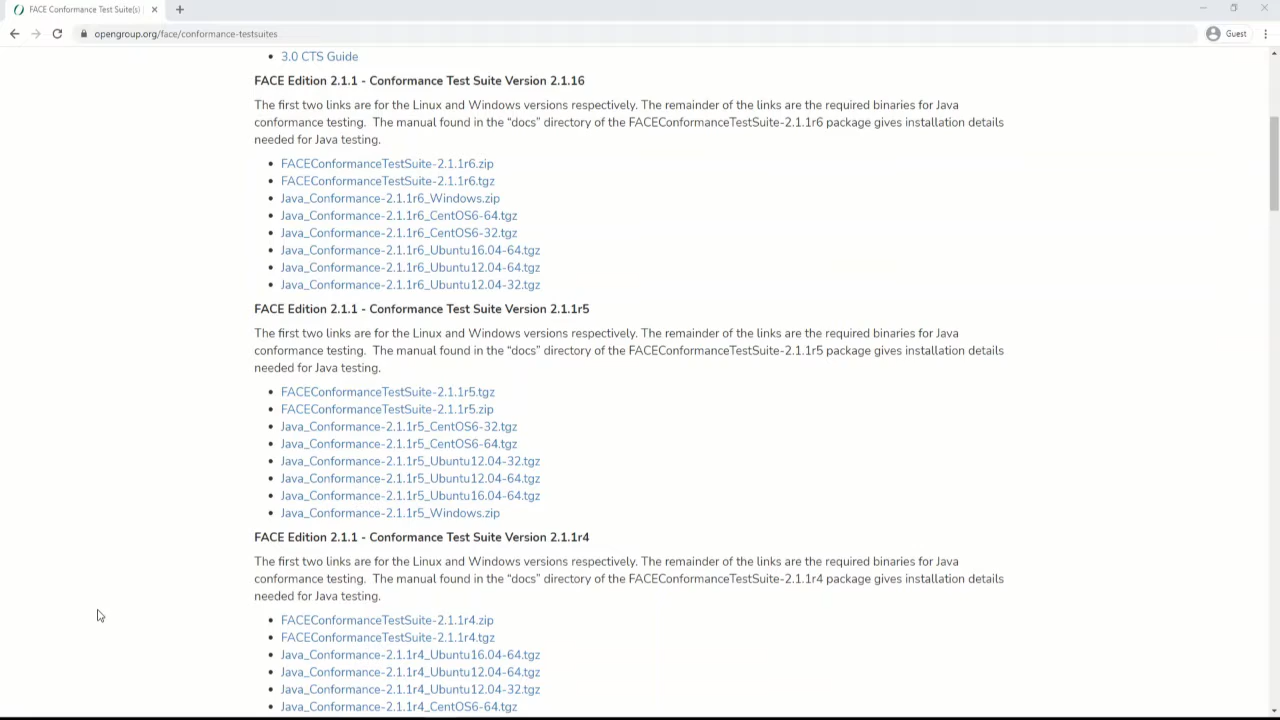 FACE Conformance Test Suite(s) |
opengroup.org/face/conformance-testsuites
Guest
3.0 CTS Guide
FACE Edition 2.1.1 - Conformance Test Suite Version 2.1.16
The first two links are for the Linux and Windows versions respectively. The remainder of the links are the required binaries for Java
conformance testing. The manual found in the “docs” directory of the FACEConformanceTestSuite-2.1.1r6 package gives installation details
needed for Java testing.
FACEConformanceTestSuite-2.1.1r6.zip
FACEConformanceTestSuite-2.1.1r6.tgz
Java_Conformance-2.1.1r6_Windows.zip
Java_Conformance-2.1.1r6_CentOS6-64.tgz
Java_Conformance-2.1.1r6_CentOS6-32.tgz
Java_Conformance-2.1.1r6_Ubuntu16.04-64.tgz
Java_Conformance-2.1.1r6_Ubuntu12.04-64.tgz
Java_Conformance-2.1.1r6_Ubuntu12.04-32.tgz
FACE Edition 2.1.1 - Conformance Test Suite Version 2.1.1r5
The first two links are for the Linux and Windows versions respectively. The remainder of the links are the required binaries for Java
conformance testing. The manual found in the “docs” directory of the FACEConformanceTestSuite-2.1.1r5 package gives installation details
needed for Java testing.
FACEConformanceTestSuite-2.1.1r5.tgz
FACEConformanceTestSuite-2.1.1r5.zip
Java_Conformance-2.1.1r5_CentOS6-32.tgz
Java_Conformance-2.1.1r5_CentOS6-64.tgz
Java_Conformance-2.1.1r5_Ubuntu12.04-32.tgz
Java_Conformance-2.1.1r5_Ubuntu12.04-64.tgz
Java_Conformance-2.1.1r5_Ubuntu16.04-64.tgz
Java_Conformance-2.1.1r5_Windows.zip
FACE Edition 2.1.1 - Conformance Test Suite Version 2.1.1r4
The first two links are for the Linux and Windows versions respectively. The remainder of the links are the required binaries for Java
conformance testing. The manual found in the “docs” directory of the FACEConformanceTestSuite-2.1.1r4 package gives installation details
needed for Java testing.
FACEConformanceTestSuite-2.1.1r4.zip
FACEConformanceTestSuite-2.1.1r4.tgz
Java_Conformance-2.1.1r4_Ubuntu16.04-64.tgz
Java_Conformance-2.1.1r4_Ubuntu12.04-64.tgz
Java_Conformance-2.1.1r4_Ubuntu12.04-32.tgz
Java_Conformance-2.1.1r4_CentOS6-64.tgz